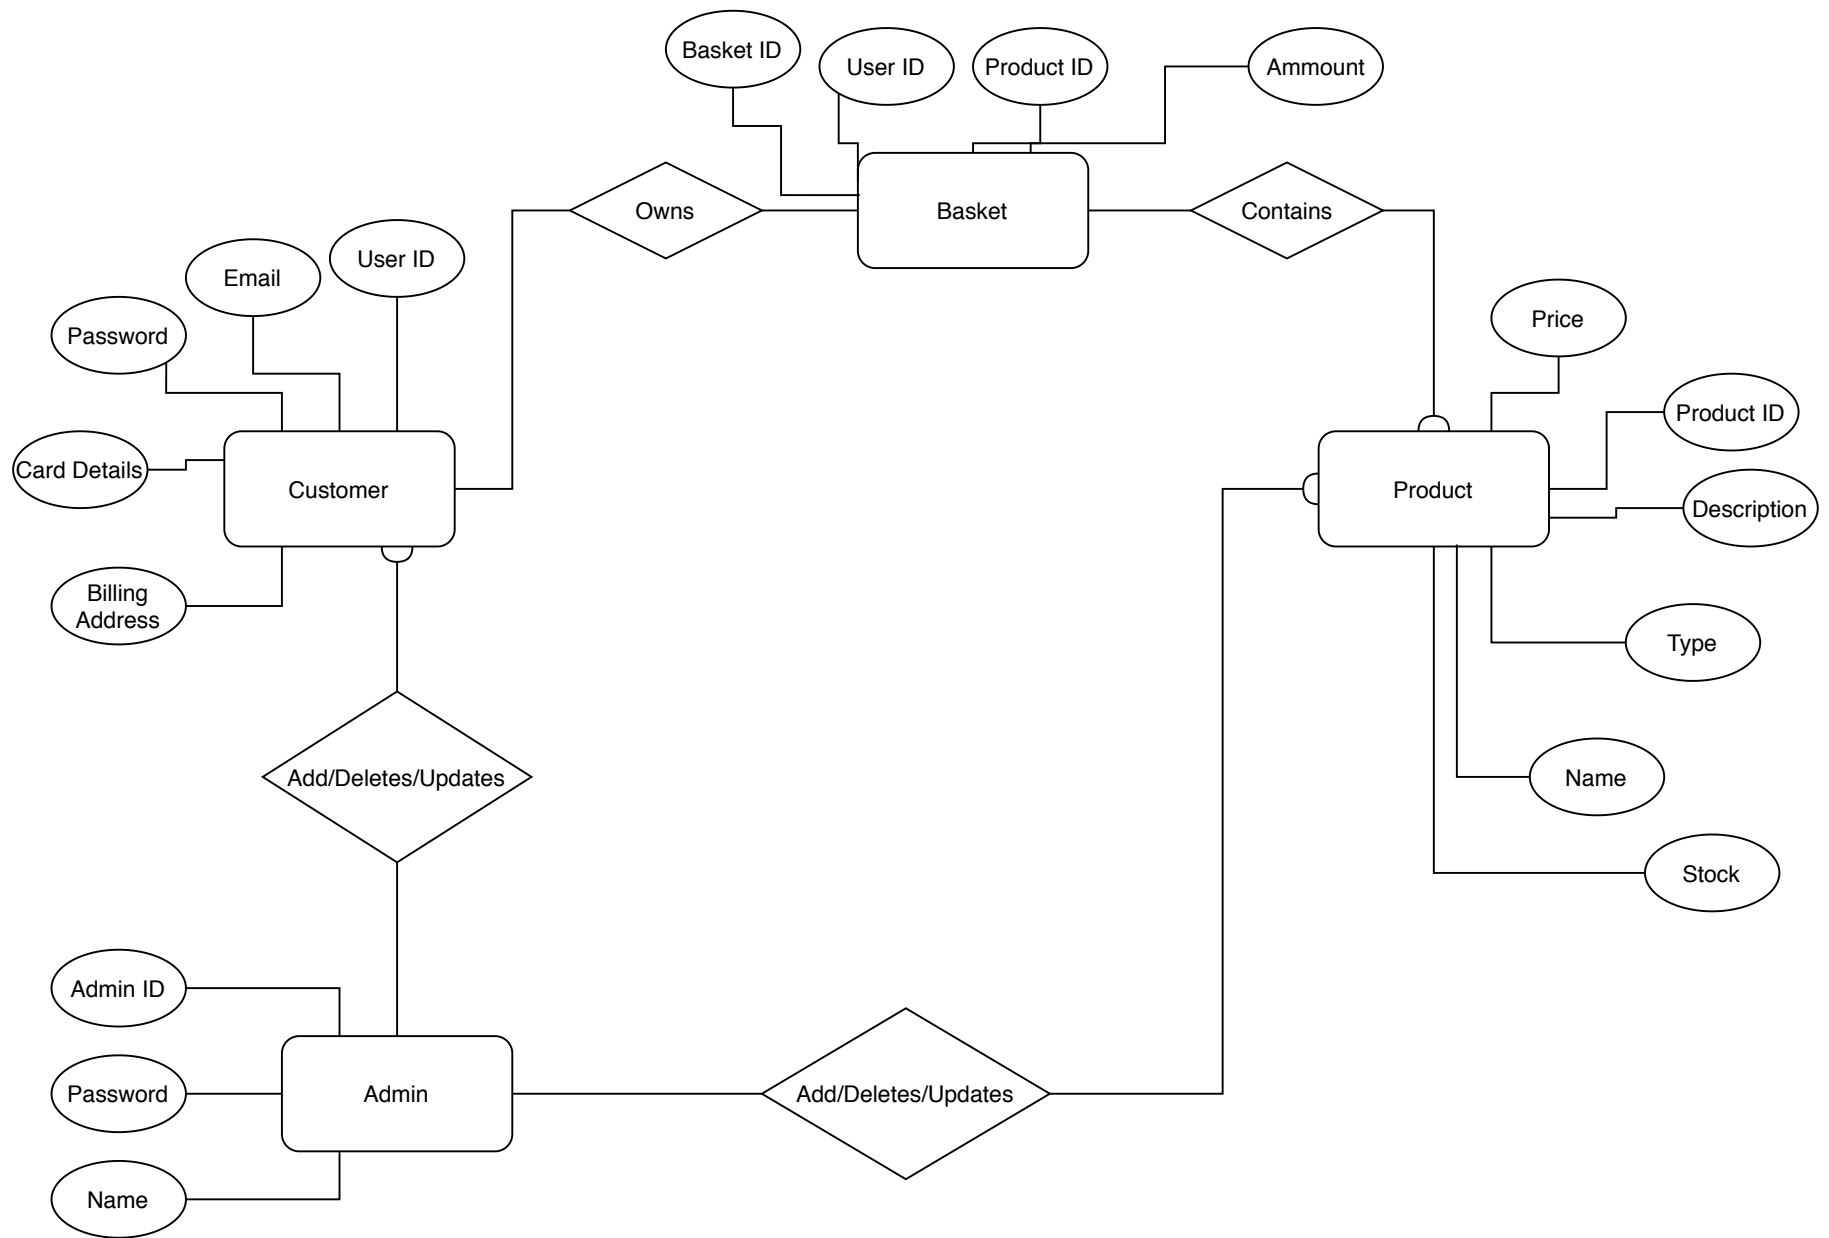 Basket ID
User ID
Product ID
Ammount
Owns
Basket
Contains
User ID
Email
Password
Price
Product ID
Card Details
Customer
Product
Description
Billing
Address
Type
Add/Deletes/Updates
Name
Stock
Admin ID
Password
Admin
Add/Deletes/Updates
Name